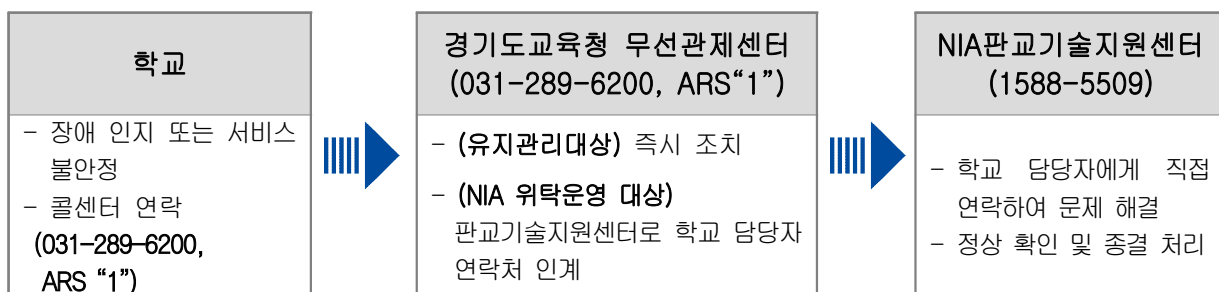 학교
- 장애 인지 또는 서비스
불안정
- 콜센터 연락
(031-289-6200,
ARS “1”)
경기도교육청 무선관제센터
(031-289-6200, ARS“1”)
- (유지관리대상) 즉시 조치
- (NIA 위탁운영 대상)
판교기술지원센터로 학교 담당자
연락처 인계
NIA판교기술지원센터
(1588-5509)
- 학교 담당자에게 직접
연락하여 문제 해결
- 정상 확인 및 종결 처리